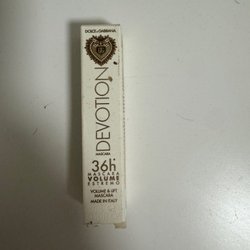 DOLCE&GABBANA
DEVOTION
MASCARA
36h
MASCARA
VOLUME
ESTREMO
VOLUME & LIFT
MASCARA
MADE IN ITALY